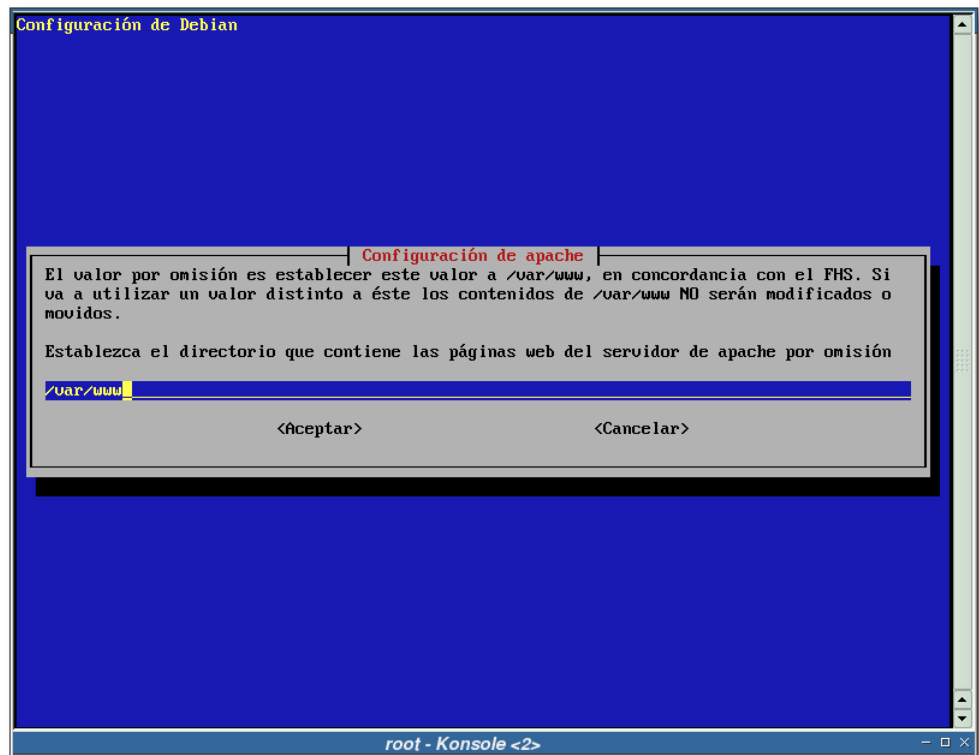 Configuración de Debian
Configuración de apache
El valor por omisión es establecer este valor a /var/www, en concordancia con el FHS. Si
va a utilizar un valor distinto a éste los contenidos de /var/www NO serán modificados o
movidos.
Establezca el directorio que contiene las páginas web del servidor de apache por omisión
/var/www
<Aceptar> <Cancelar>
root - Konsole <2>